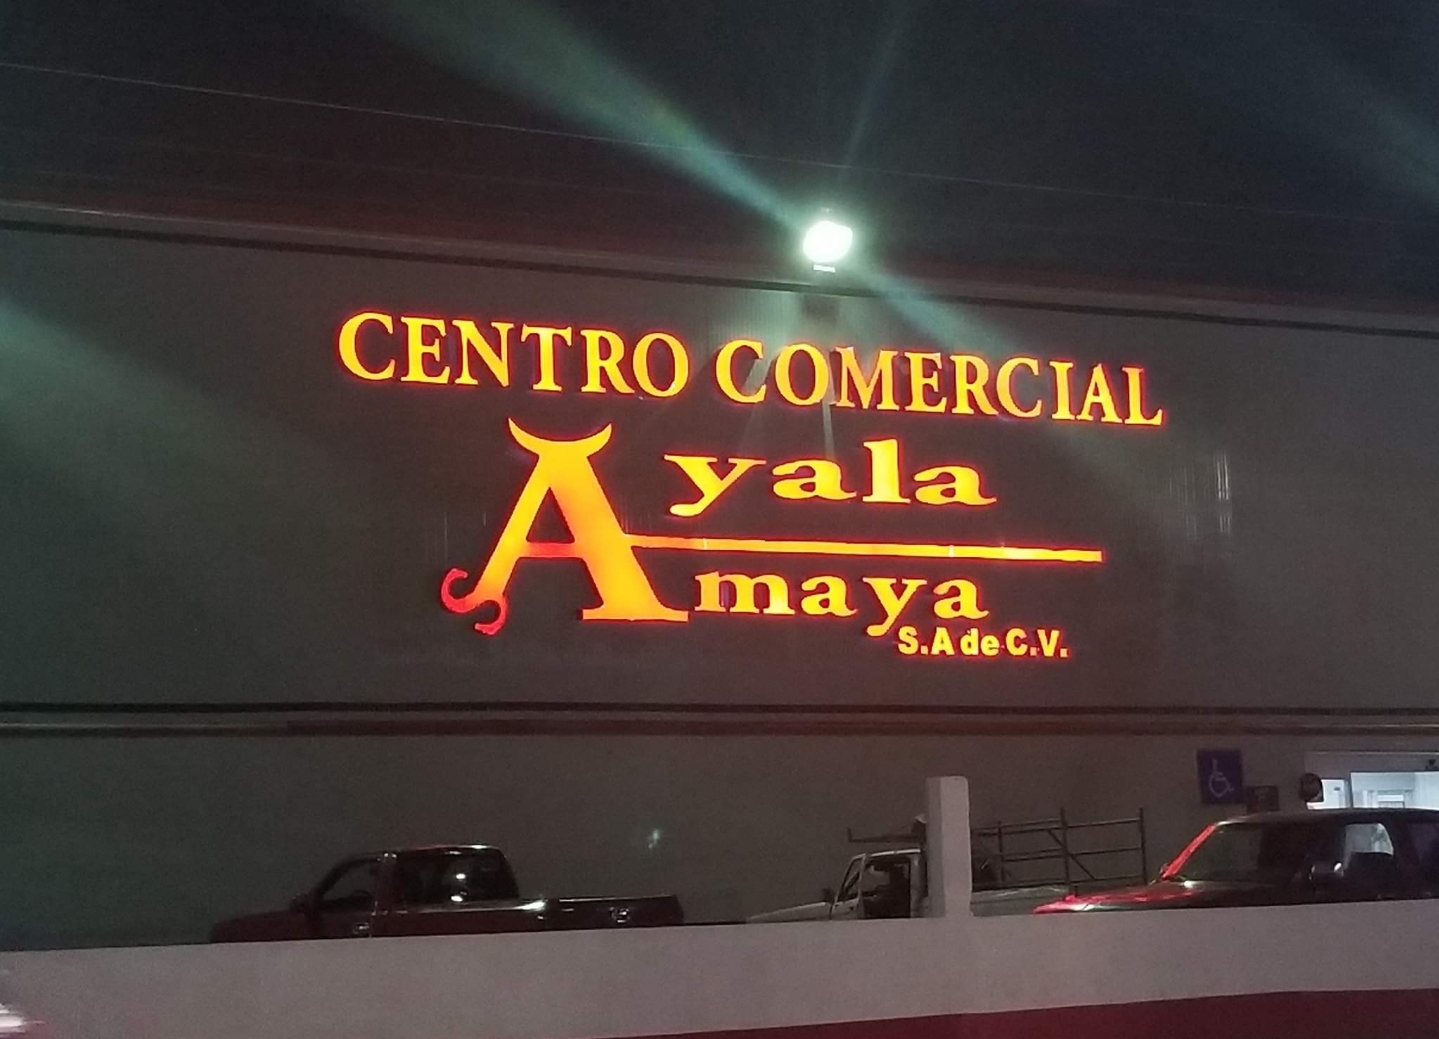 CENTRO COMERCIAL
Ayala
Amaya
S.A de C.V.